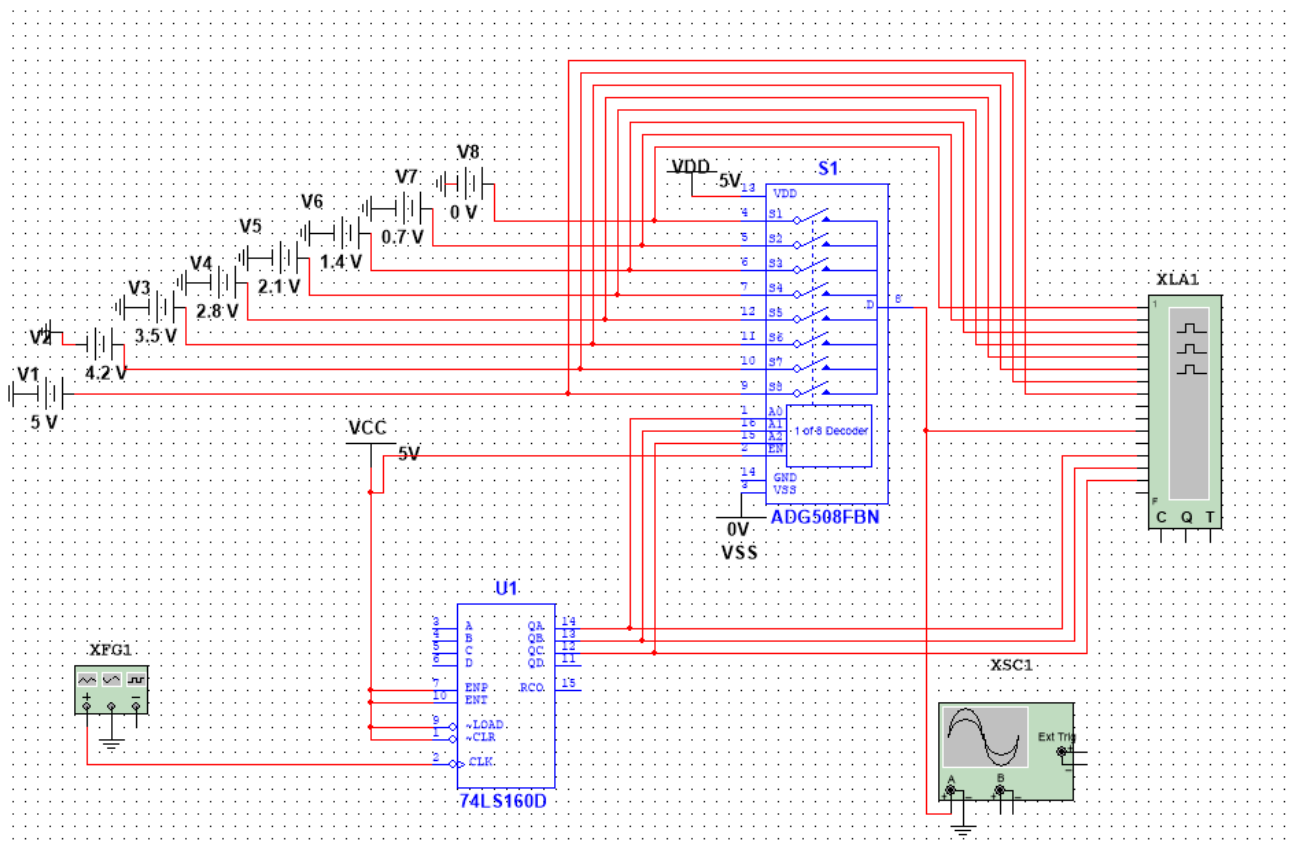 V8
0 V
V7
0.7 V
V6
1.4 V
V5
2.1 V
V4
2.8 V
V3
3.5 V
V2
4.2 V
V1
5 V
VDD
5V
S1
13 VDD
4 S1
5 S2
6 S3
7 S4
12 S5
11 S6
10 S7
9 S8
D 8
1 A0
16 A1
15 A2
2 EN
1-of-8 Decoder
14 GND
3 VSS
ADG508FBN
0V
VSS
VCC
5V
XLA1
1
F
C Q T
U1
3 A QA 14
4 B QB 13
5 C QC 12
6 D QD 11
7 ENP RCO 15
10 ENT
9 ~LOAD
1 ~CLR
2 CLK
74LS160D
XFG1
+ −
XSC1
Ext Trig
+
−
A B
+ − + −